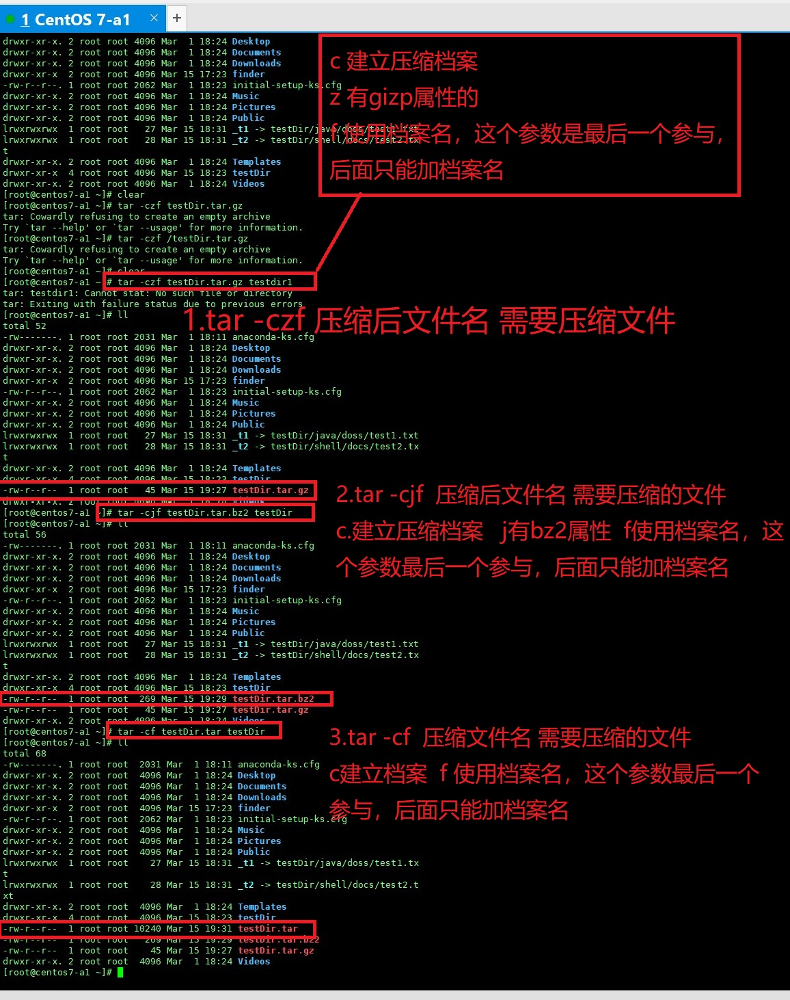 1 CentOS 7-a1 × +
drwxr-xr-x. 2 root root 4096 Mar  1 18:24 Desktop
drwxr-xr-x. 2 root root 4096 Mar  1 18:24 Documents
drwxr-xr-x. 2 root root 4096 Mar  1 18:24 Downloads
drwxr-xr-x  2 root root 4096 Mar 15 17:23 finder
-rw-r--r--. 1 root root 2062 Mar  1 18:23 initial-setup-ks.cfg
drwxr-xr-x. 2 root root 4096 Mar  1 18:24 Music
drwxr-xr-x. 2 root root 4096 Mar  1 18:24 Pictures
drwxr-xr-x. 2 root root 4096 Mar  1 18:24 Public
lrwxrwxrwx  1 root root   27 Mar 15 18:31 _t1 -> testDir/java/doss/test1.txt
lrwxrwxrwx  1 root root   28 Mar 15 18:31 _t2 -> testDir/shell/docs/test2.tx
t
drwxr-xr-x. 2 root root 4096 Mar  1 18:24 Templates
drwxr-xr-x  4 root root 4096 Mar 15 18:23 testDir
drwxr-xr-x. 2 root root 4096 Mar  1 18:24 Videos
c 建立压缩档案
z 有gizp属性的
f 使用档案名，这个参数是最后一个参与，
后面只能加档案名
[root@centos7-a1 ~]# clear
[root@centos7-a1 ~]# tar -czf testDir.tar.gz
tar: Cowardly refusing to create an empty archive
Try `tar --help' or `tar --usage' for more information.
[root@centos7-a1 ~]# tar -czf /testDir.tar.gz
tar: Cowardly refusing to create an empty archive
Try `tar --help' or `tar --usage' for more information.
[root@centos7-a1 ~]# clear
[root@centos7-a1 ~]# tar -czf testDir.tar.gz testdir1
tar: testdir1: Cannot stat: No such file or directory
tar: Exiting with failure status due to previous errors
[root@centos7-a1 ~]# ll
1.tar -czf 压缩后文件名 需要压缩文件
total 52
-rw-------. 1 root root 2031 Mar  1 18:11 anaconda-ks.cfg
drwxr-xr-x. 2 root root 4096 Mar  1 18:24 Desktop
drwxr-xr-x. 2 root root 4096 Mar  1 18:24 Documents
drwxr-xr-x. 2 root root 4096 Mar  1 18:24 Downloads
drwxr-xr-x  2 root root 4096 Mar 15 17:23 finder
-rw-r--r--. 1 root root 2062 Mar  1 18:23 initial-setup-ks.cfg
drwxr-xr-x. 2 root root 4096 Mar  1 18:24 Music
drwxr-xr-x. 2 root root 4096 Mar  1 18:24 Pictures
drwxr-xr-x. 2 root root 4096 Mar  1 18:24 Public
lrwxrwxrwx  1 root root   27 Mar 15 18:31 _t1 -> testDir/java/doss/test1.txt
lrwxrwxrwx  1 root root   28 Mar 15 18:31 _t2 -> testDir/shell/docs/test2.tx
t
drwxr-xr-x. 2 root root 4096 Mar  1 18:24 Templates
drwxr-xr-x  4 root root 4096 Mar 15 18:23 testDir
-rw-r--r--  1 root root   45 Mar 15 19:27 testDir.tar.gz
drwxr-xr-x. 2 root root 4096 Mar  1 18:24 Videos
[root@centos7-a1 ~]# tar -cjf testDir.tar.bz2 testDir
[root@centos7-a1 ~]# ll
2.tar -cjf  压缩后文件名 需要压缩的文件
c.建立压缩档案   j有bz2属性  f使用档案名，这
个参数最后一个参与，后面只能加档案名
total 56
-rw-------. 1 root root 2031 Mar  1 18:11 anaconda-ks.cfg
drwxr-xr-x. 2 root root 4096 Mar  1 18:24 Desktop
drwxr-xr-x. 2 root root 4096 Mar  1 18:24 Documents
drwxr-xr-x. 2 root root 4096 Mar  1 18:24 Downloads
drwxr-xr-x  2 root root 4096 Mar 15 17:23 finder
-rw-r--r--. 1 root root 2062 Mar  1 18:23 initial-setup-ks.cfg
drwxr-xr-x. 2 root root 4096 Mar  1 18:24 Music
drwxr-xr-x. 2 root root 4096 Mar  1 18:24 Pictures
drwxr-xr-x. 2 root root 4096 Mar  1 18:24 Public
lrwxrwxrwx  1 root root   27 Mar 15 18:31 _t1 -> testDir/java/doss/test1.txt
lrwxrwxrwx  1 root root   28 Mar 15 18:31 _t2 -> testDir/shell/docs/test2.tx
t
drwxr-xr-x. 2 root root 4096 Mar  1 18:24 Templates
drwxr-xr-x  4 root root 4096 Mar 15 18:23 testDir
-rw-r--r--  1 root root  269 Mar 15 19:29 testDir.tar.bz2
-rw-r--r--  1 root root   45 Mar 15 19:27 testDir.tar.gz
drwxr-xr-x. 2 root root 4096 Mar  1 18:24 Videos
[root@centos7-a1 ~]# tar -cf testDir.tar testDir
[root@centos7-a1 ~]# ll
3.tar -cf  压缩文件名 需要压缩的文件
c建立档案  f 使用档案名，这个参数最后一个
参与，后面只能加档案名
total 68
-rw-------. 1 root root  2031 Mar  1 18:11 anaconda-ks.cfg
drwxr-xr-x. 2 root root  4096 Mar  1 18:24 Desktop
drwxr-xr-x. 2 root root  4096 Mar  1 18:24 Documents
drwxr-xr-x. 2 root root  4096 Mar  1 18:24 Downloads
drwxr-xr-x  2 root root  4096 Mar 15 17:23 finder
-rw-r--r--. 1 root root  2062 Mar  1 18:23 initial-setup-ks.cfg
drwxr-xr-x. 2 root root  4096 Mar  1 18:24 Music
drwxr-xr-x. 2 root root  4096 Mar  1 18:24 Pictures
drwxr-xr-x. 2 root root  4096 Mar  1 18:24 Public
lrwxrwxrwx  1 root root    27 Mar 15 18:31 _t1 -> testDir/java/doss/test1.tx
t
lrwxrwxrwx  1 root root    28 Mar 15 18:31 _t2 -> testDir/shell/docs/test2.t
xt
drwxr-xr-x. 2 root root  4096 Mar  1 18:24 Templates
drwxr-xr-x  4 root root  4096 Mar 15 18:23 testDir
-rw-r--r--  1 root root 10240 Mar 15 19:31 testDir.tar
-rw-r--r--  1 root root   269 Mar 15 19:29 testDir.tar.bz2
-rw-r--r--  1 root root    45 Mar 15 19:27 testDir.tar.gz
drwxr-xr-x. 2 root root  4096 Mar  1 18:24 Videos
[root@centos7-a1 ~]#